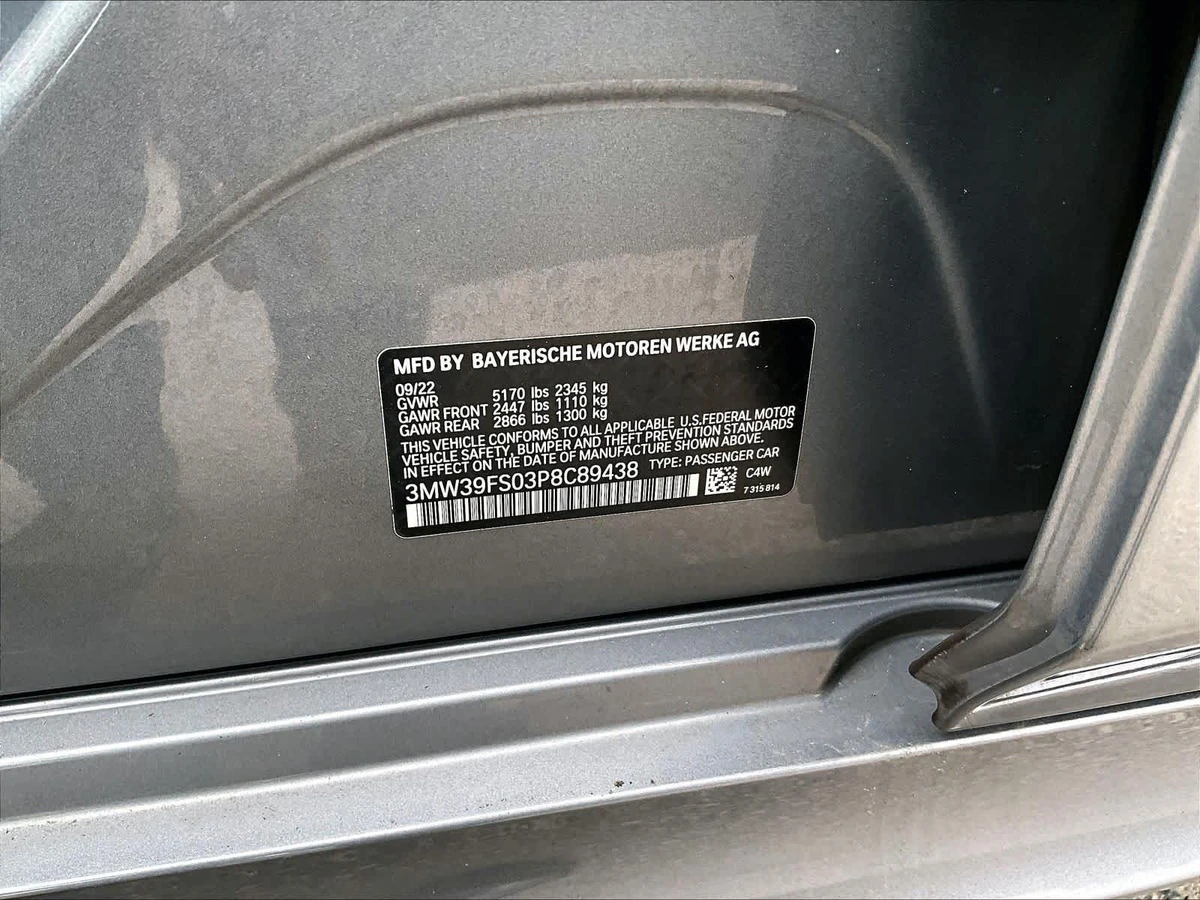 MFD BY BAYERISCHE MOTOREN WERKE AG
09/22
GVWR 5170 lbs 2345 kg
GAWR FRONT 2447 lbs 1110 kg
GAWR REAR 2866 lbs 1300 kg
THIS VEHICLE CONFORMS TO ALL APPLICABLE U.S.FEDERAL MOTOR
VEHICLE SAFETY, BUMPER AND THEFT PREVENTION STANDARDS
IN EFFECT ON THE DATE OF MANUFACTURE SHOWN ABOVE.
TYPE: PASSENGER CAR
3MW39FS03P8C89438
C4W
7 315 814